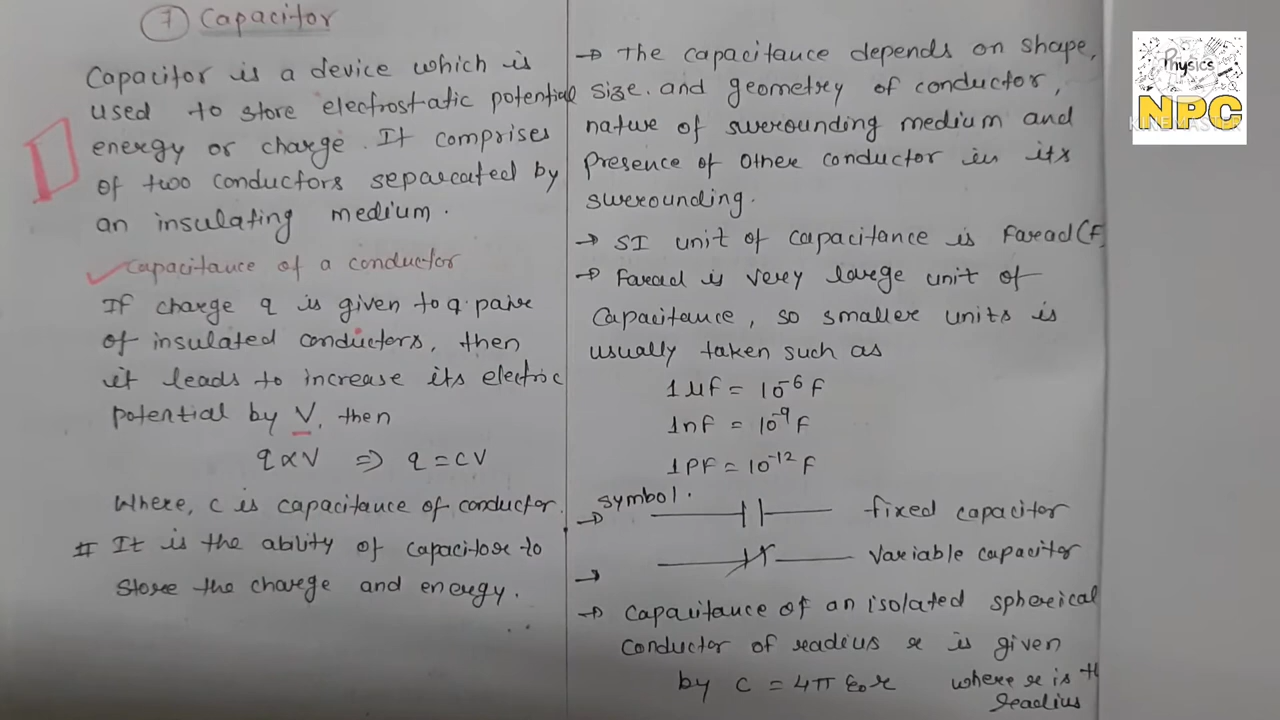 7 Capacitor
Capacitor is a device which is
used to store electrostatic potential
energy or charge. It comprises
of two conductors separated by
an insulating medium.
Capacitance of a conductor
If charge q is given to a pair
of insulated conductors, then
it leads to increase its electric
potential by V, then
q∝V ⇒ q = CV
Where, C is capacitance of conductor.
# It is the ability of capacitor to
store the charge and energy.
→ The capacitance depends on shape,
size. and geometry of conductor,
nature of surrounding medium and
presence of other conductor in its
surrounding.
→ SI unit of capacitance is Farad(F)
→ Farad is very large unit of
Capacitance, so smaller units is
usually taken such as
1 μF = 10⁻⁶ F
1nF = 10⁻⁹ F
1PF = 10⁻¹² F
→ symbol.
fixed capacitor
→ Variable capacitor
→ Capacitance of an isolated spherical
conductor of radius r is given
by C = 4π ε₀r where r is th
radius
Physics
NPC